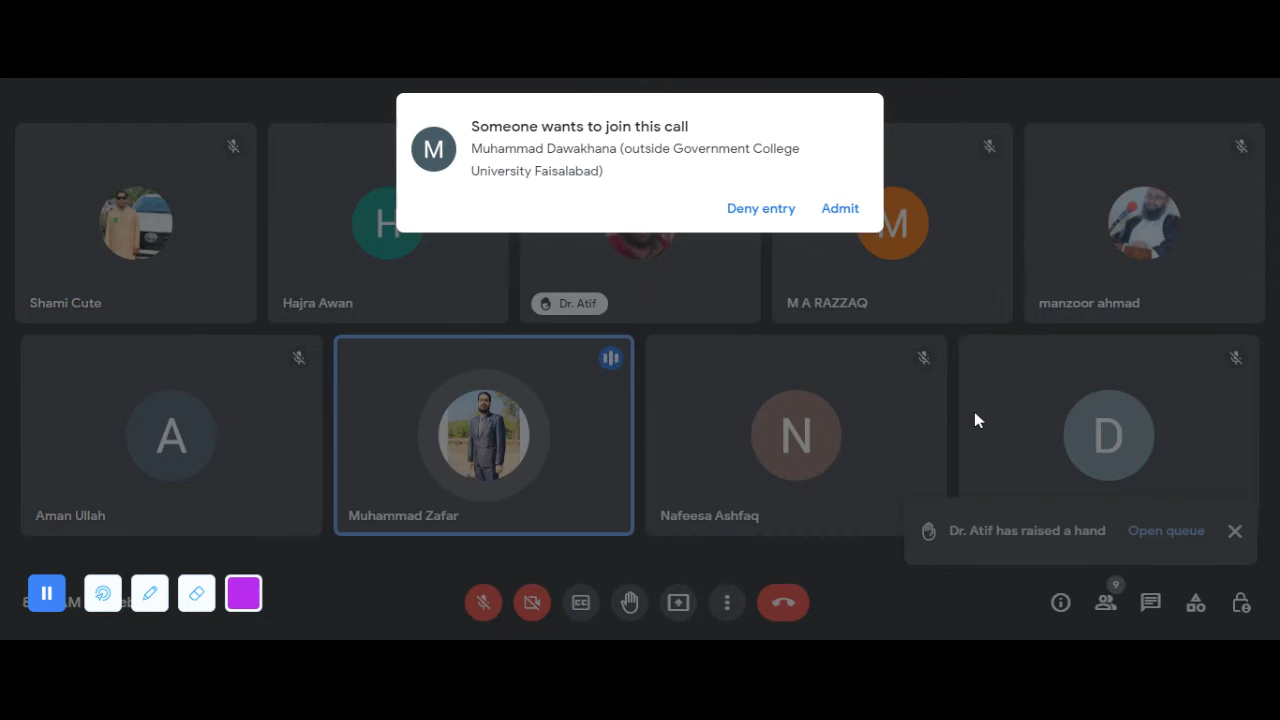 Someone wants to join this call
M
Muhammad Dawakhana (outside Government College
University Faisalabad)
Deny entry
Admit
H
M
Shami Cute
Hajra Awan
Dr. Atif
M A RAZZAQ
manzoor ahmad
A
N
D
Aman Ullah
Muhammad Zafar
Nafeesa Ashfaq
Dr. Atif has raised a hand
Open queue
9